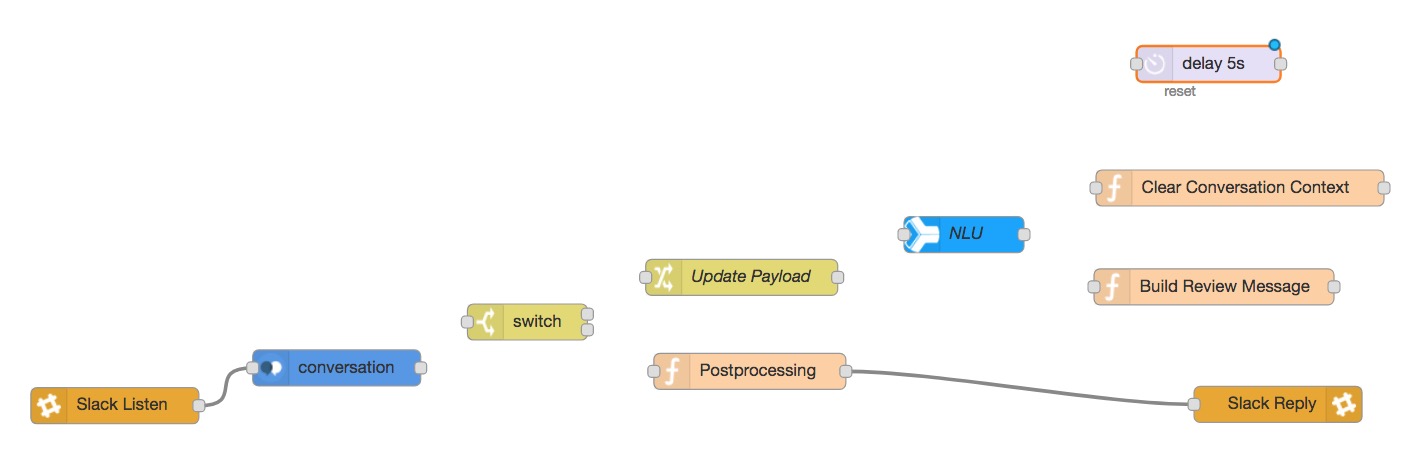 delay 5s
reset
Clear Conversation Context
NLU
Update Payload
Build Review Message
switch
conversation
Postprocessing
Slack Listen
Slack Reply